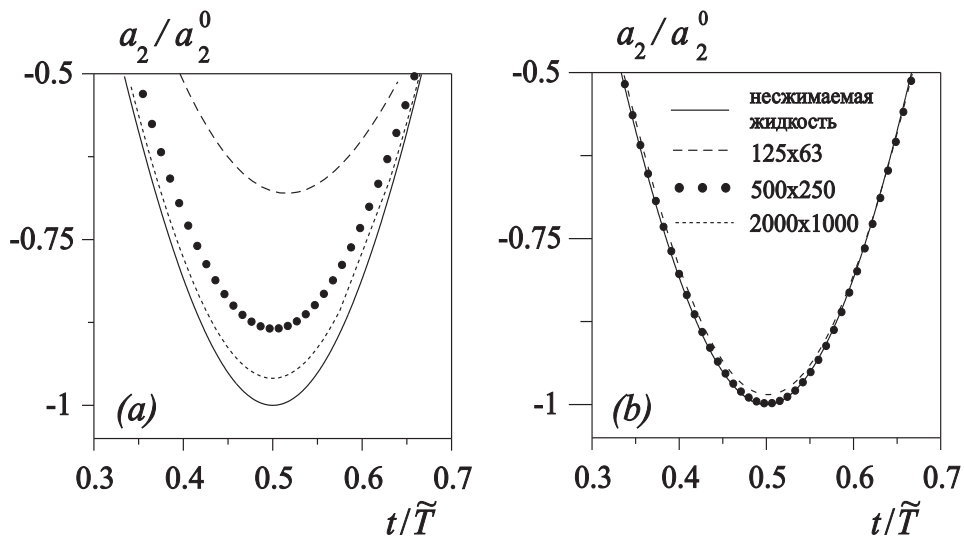 a₂ / a₂⁰
-0.5
-0.75
-1
(a)
0.3 0.4 0.5 0.6 0.7
t/T̃
a₂ / a₂⁰
-0.5
несжимаемая
жидкость
125x63
500x250
2000x1000
-0.75
-1
(b)
0.3 0.4 0.5 0.6 0.7
t/T̃